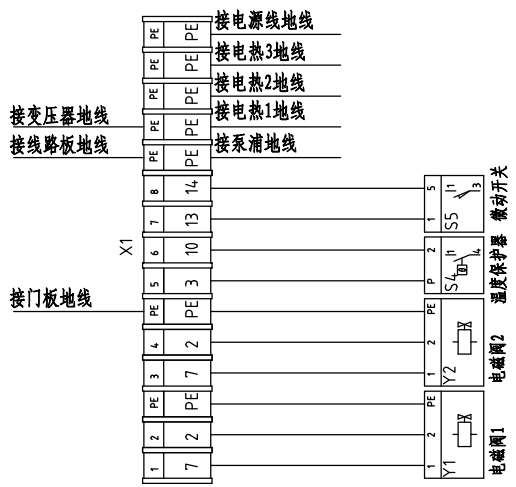 PE PE 接电源线地线
PE PE 接电热3地线
PE PE 接电热2地线
接变压器地线 PE PE 接电热1地线
接线路板地线 PE PE 接泵浦地线
8 14 5 1 3
7 13 1 S5 微动开关
X1
6 10 2 1 4
5 3 P S4 温度保护器
接门板地线 PE PE PE
4 2 2
3 7 1 Y2 电磁阀2
PE PE PE
2 2 2
1 7 1 Y1 电磁阀1